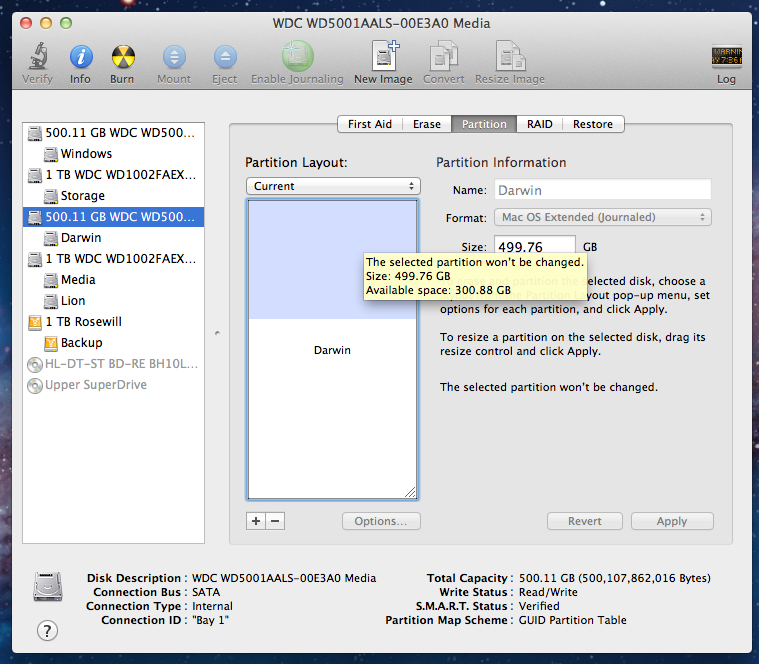 WDC WD5001AALS-00E3A0 Media
Verify Info Burn Mount Eject Enable Journaling New Image Convert Resize Image Log
First Aid Erase Partition RAID Restore
500.11 GB WDC WD500...
Windows
1 TB WDC WD1002FAEX...
Storage
500.11 GB WDC WD500...
Darwin
1 TB WDC WD1002FAEX...
Media
Lion
1 TB Rosewill
Backup
HL-DT-ST BD-RE BH10L...
Upper SuperDrive
Partition Layout:
Current
Darwin
+ −
Options...
Partition Information
Name: Darwin
Format: Mac OS Extended (Journaled)
Size: 499.76 GB
The selected partition won't be changed.
Size: 499.76 GB
Available space: 300.88 GB
partition the selected disk, choose a
Partition Layout pop-up menu, set
options for each partition, and click Apply.
To resize a partition on the selected disk, drag its
resize control and click Apply.
The selected partition won't be changed.
Revert Apply
Disk Description : WDC WD5001AALS-00E3A0 Media
Connection Bus : SATA
Connection Type : Internal
Connection ID : "Bay 1"
Total Capacity : 500.11 GB (500,107,862,016 Bytes)
Write Status : Read/Write
S.M.A.R.T. Status : Verified
Partition Map Scheme : GUID Partition Table
?